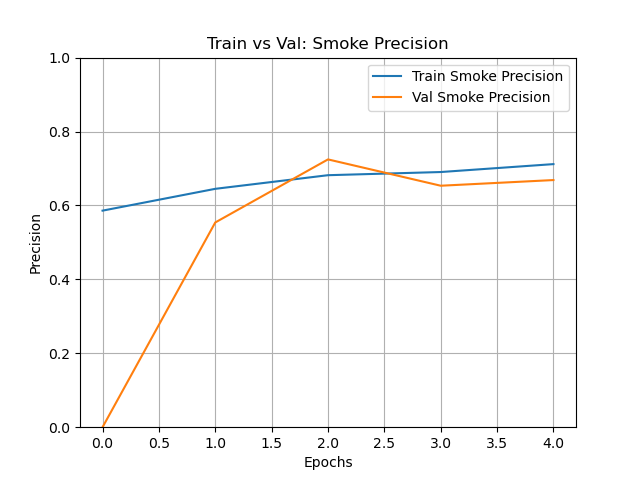 Train vs Val: Smoke Precision
Train Smoke Precision
Val Smoke Precision
Precision
1.0
0.8
0.6
0.4
0.2
0.0
0.0 0.5 1.0 1.5 2.0 2.5 3.0 3.5 4.0
Epochs